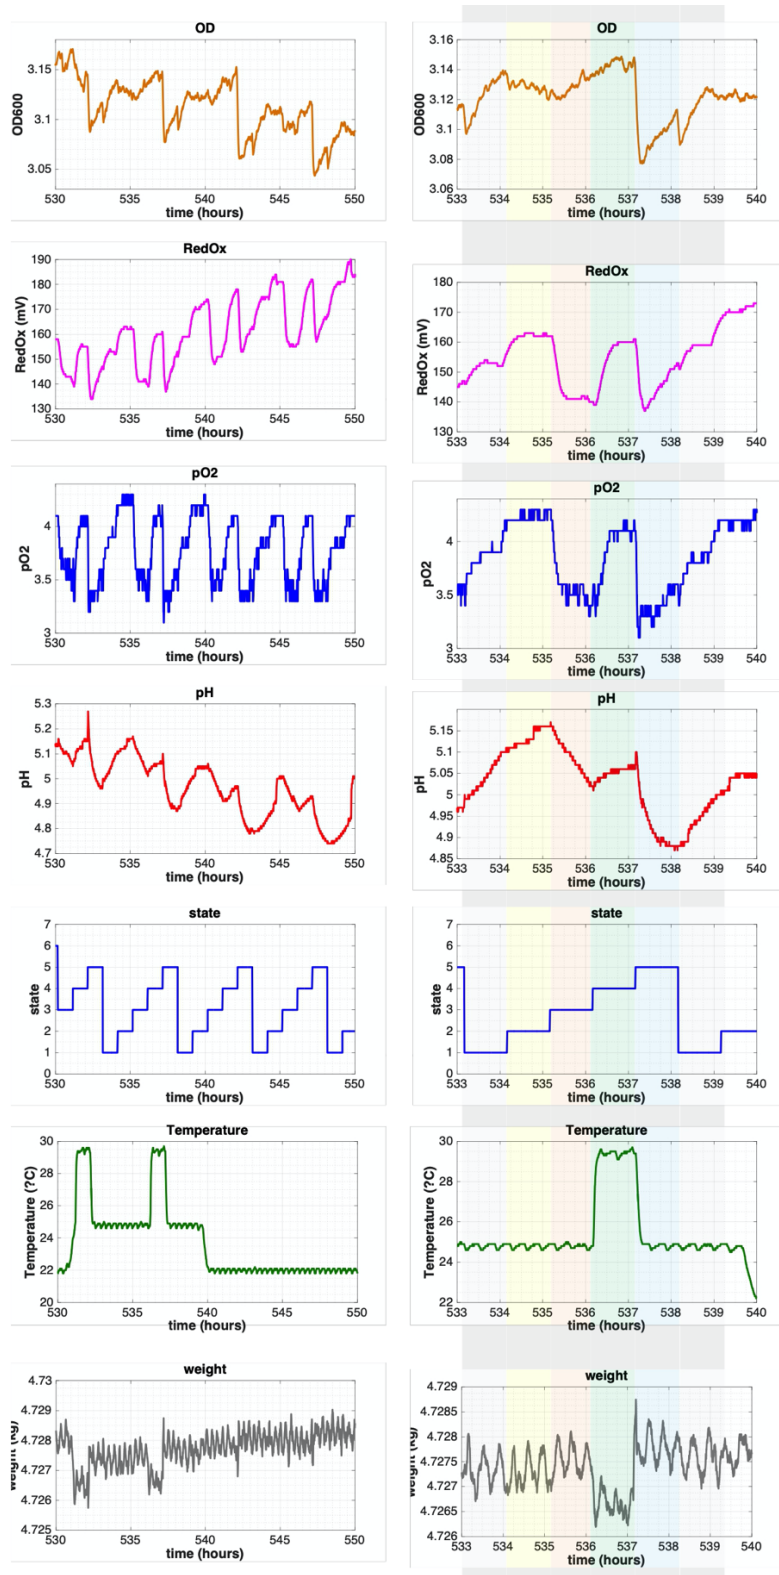 OD
3.15
3.1
3.05
OD600
530 535 540 545 550
time (hours)
OD
3.16
3.14
3.12
3.1
3.08
3.06
OD600
533 534 535 536 537 538 539 540
time (hours)
RedOx
190
180
170
160
150
140
130
RedOx (mV)
530 535 540 545 550
time (hours)
RedOx
180
170
160
150
140
130
RedOx (mV)
533 534 535 536 537 538 539 540
time (hours)
pO2
4
3.5
3
pO2
530 535 540 545 550
time (hours)
pO2
4
3.5
3
pO2
533 534 535 536 537 538 539 540
time (hours)
pH
5.3
5.2
5.1
5
4.9
4.8
4.7
pH
530 535 540 545 550
time (hours)
pH
5.15
5.1
5.05
5
4.95
4.9
4.85
pH
533 534 535 536 537 538 539 540
time (hours)
state
7
6
5
4
3
2
1
0
state
530 535 540 545 550
time (hours)
state
7
6
5
4
3
2
1
0
state
533 534 535 536 537 538 539 540
time (hours)
Temperature
30
28
26
24
22
20
Temperature (?C)
530 535 540 545 550
time (hours)
Temperature
30
28
26
24
22
Temperature (?C)
533 534 535 536 537 538 539 540
time (hours)
weight
4.73
4.729
4.728
4.727
4.726
4.725
weight (kg)
530 535 540 545 550
time (hours)
weight
4.729
4.7285
4.728
4.7275
4.727
4.7265
4.726
weight (kg)
533 534 535 536 537 538 539 540
time (hours)